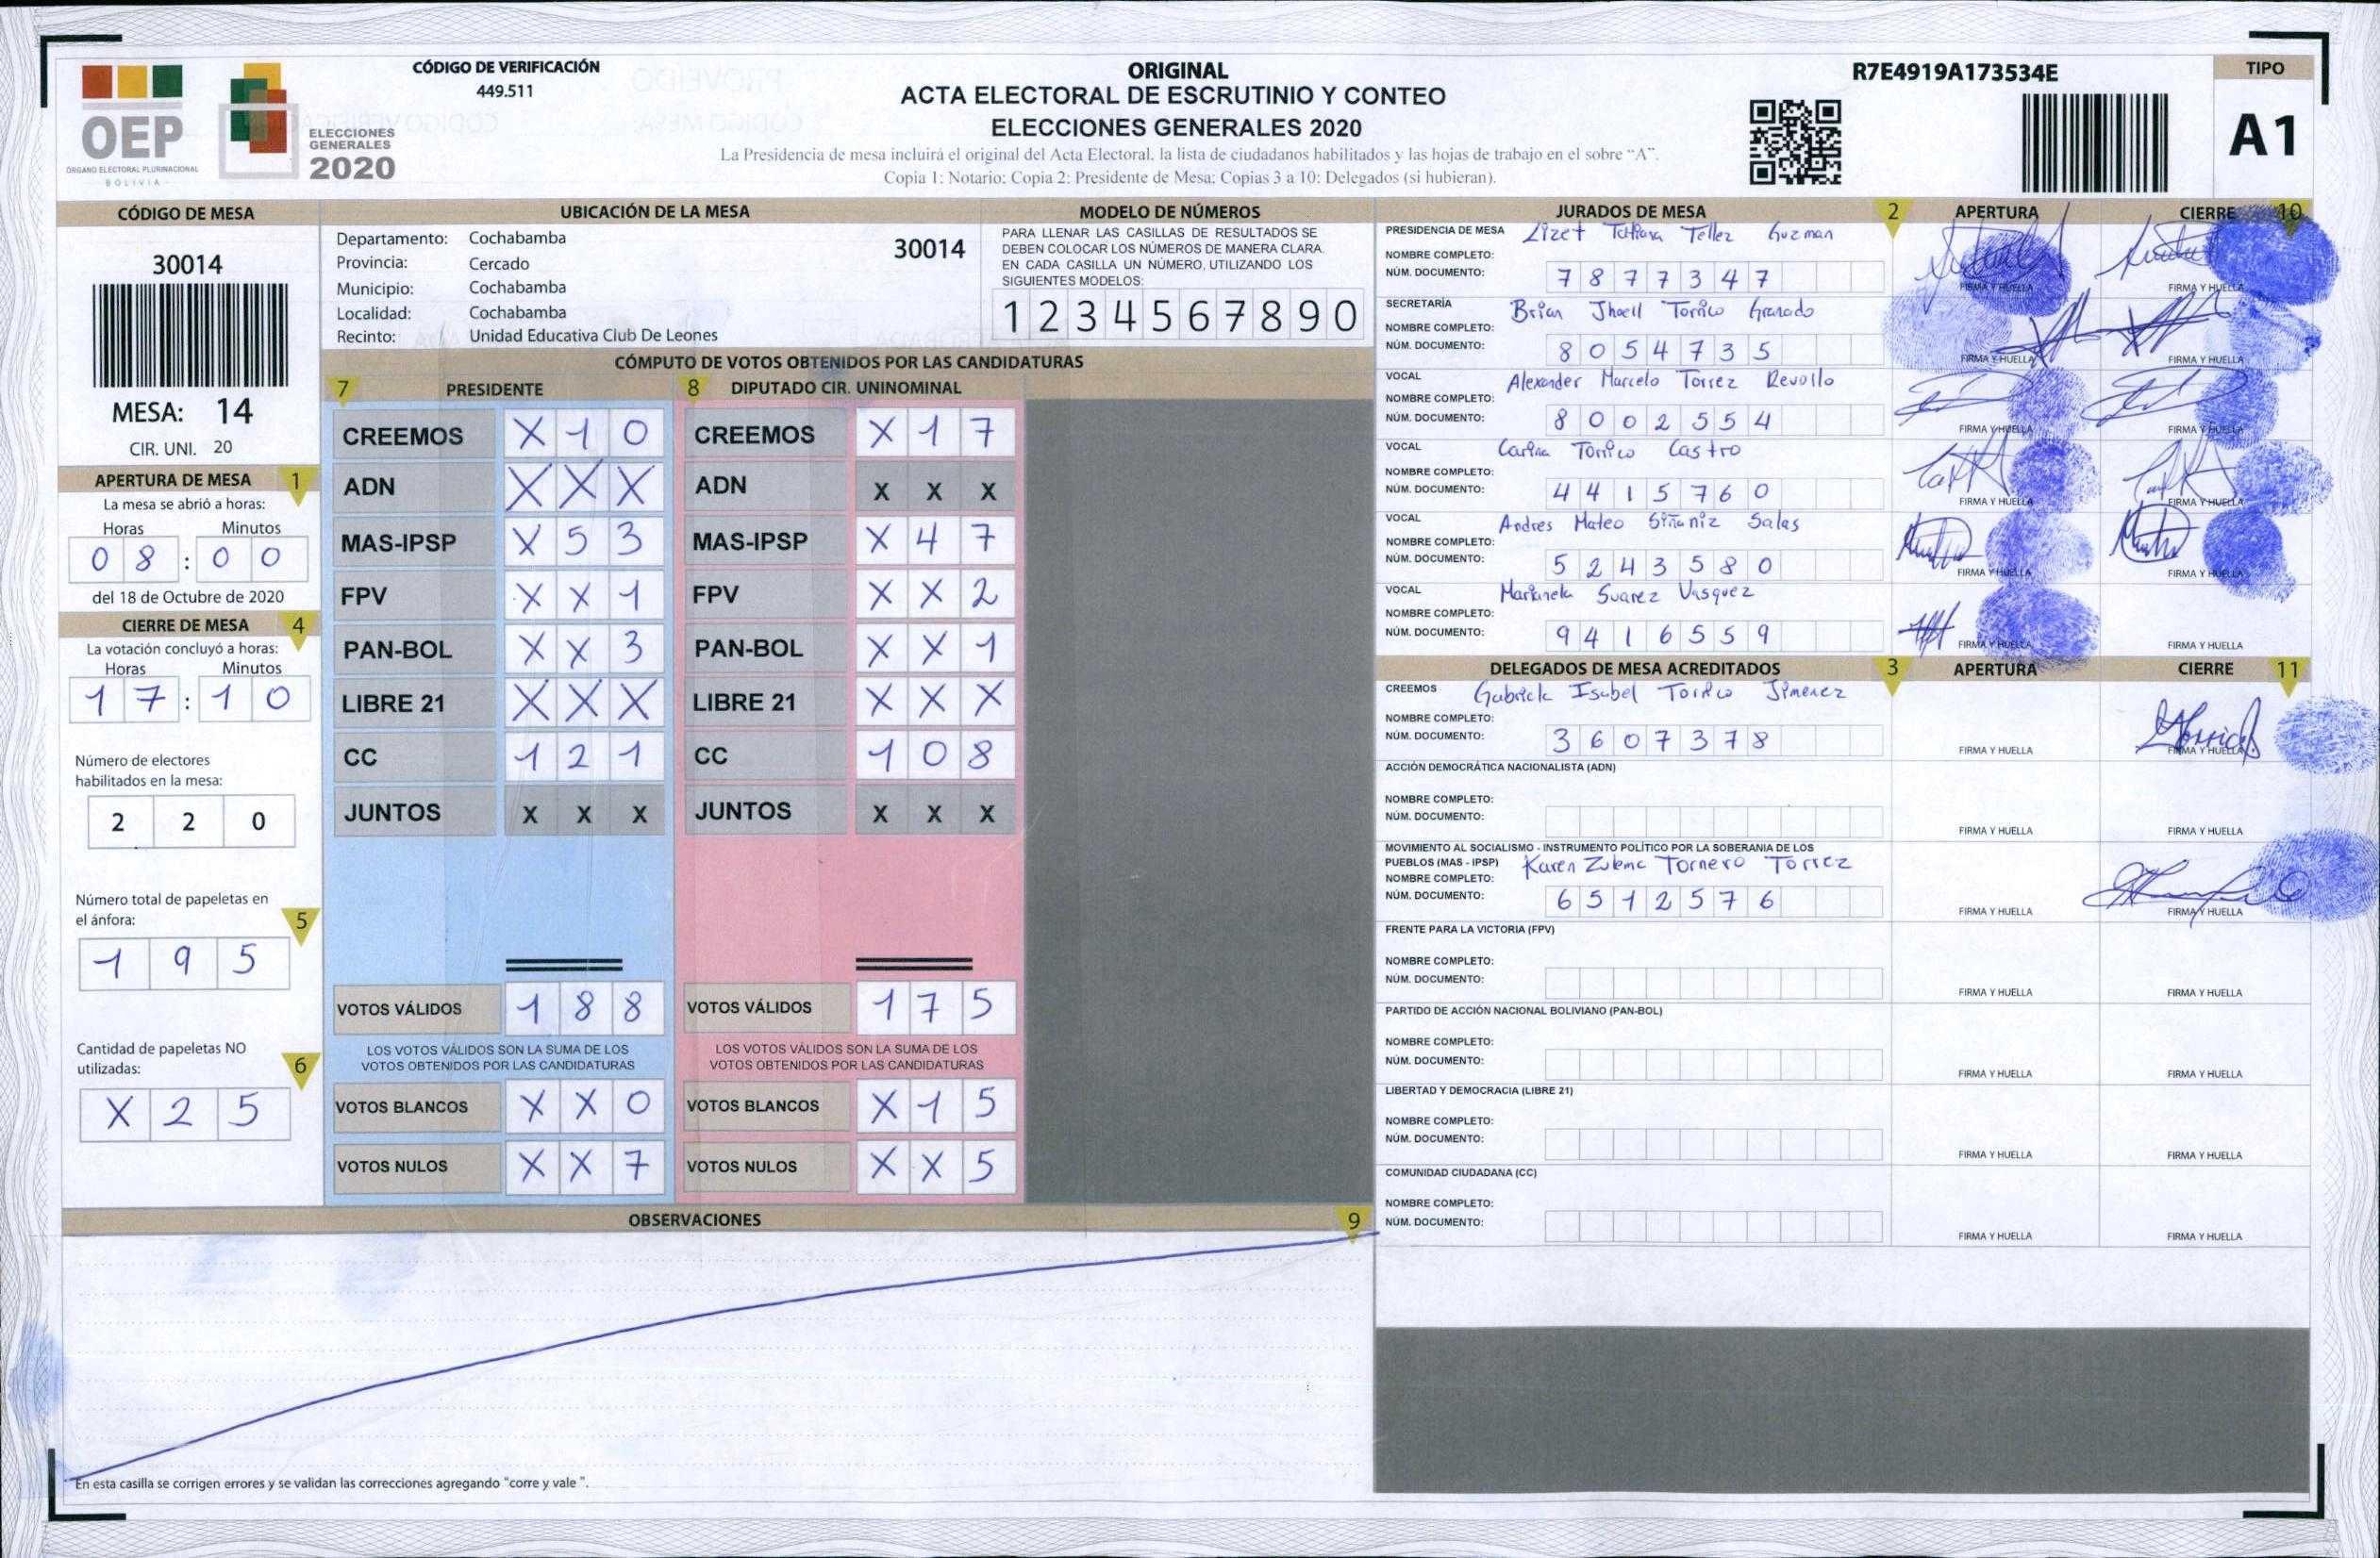 CÓDIGO DE VERIFICACIÓN
449.511
OEP
ÓRGANO ELECTORAL PLURINACIONAL
BOLIVIA
ELECCIONES
GENERALES
2020
ORIGINAL
ACTA ELECTORAL DE ESCRUTINIO Y CONTEO
ELECCIONES GENERALES 2020
La Presidencia de mesa incluirá el original del Acta Electoral, la lista de ciudadanos habilitados y las hojas de trabajo en el sobre "A".
Copia 1: Notario; Copia 2: Presidente de Mesa; Copias 3 a 10: Delegados (si hubieran).
R7E4919A173534E
TIPO
A1
CÓDIGO DE MESA
30014
MESA: 14
CIR. UNI. 20
APERTURA DE MESA 1
La mesa se abrió a horas:
Horas Minutos
0 8 : 0 0
del 18 de Octubre de 2020
CIERRE DE MESA 4
La votación concluyó a horas:
Horas Minutos
1 7 : 1 0
Número de electores
habilitados en la mesa:
2 2 0
Número total de papeletas en
el ánfora:
5
1 9 5
Cantidad de papeletas NO
utilizadas:
6
X 2 5
UBICACIÓN DE LA MESA
Departamento: Cochabamba
30014
Provincia: Cercado
Municipio: Cochabamba
Localidad: Cochabamba
Recinto: Unidad Educativa Club De Leones
MODELO DE NÚMEROS
PARA LLENAR LAS CASILLAS DE RESULTADOS SE
DEBEN COLOCAR LOS NÚMEROS DE MANERA CLARA.
EN CADA CASILLA UN NÚMERO, UTILIZANDO LOS
SIGUIENTES MODELOS:
1 2 3 4 5 6 7 8 9 0
CÓMPUTO DE VOTOS OBTENIDOS POR LAS CANDIDATURAS
7 PRESIDENTE
CREEMOS X 1 0
ADN X X X
MAS-IPSP X 5 3
FPV X X 1
PAN-BOL X X 3
LIBRE 21 X X X
CC 1 2 1
JUNTOS X X X
VOTOS VÁLIDOS 1 8 8
LOS VOTOS VÁLIDOS SON LA SUMA DE LOS
VOTOS OBTENIDOS POR LAS CANDIDATURAS
VOTOS BLANCOS X X 0
VOTOS NULOS X X 7
8 DIPUTADO CIR. UNINOMINAL
CREEMOS X 1 7
ADN X X X
MAS-IPSP X 4 7
FPV X X 2
PAN-BOL X X 1
LIBRE 21 X X X
CC 1 0 8
JUNTOS X X X
VOTOS VÁLIDOS 1 7 5
LOS VOTOS VÁLIDOS SON LA SUMA DE LOS
VOTOS OBTENIDOS POR LAS CANDIDATURAS
VOTOS BLANCOS X 1 5
VOTOS NULOS X X 5
OBSERVACIONES 9
En esta casilla se corrigen errores y se validan las correcciones agregando "corre y vale ".
JURADOS DE MESA 2 APERTURA CIERRE 10
PRESIDENCIA DE MESA Lizet Tatiana Tellez Guzman
NOMBRE COMPLETO:
NÚM. DOCUMENTO: 7 8 7 7 3 4 7
FIRMA Y HUELLA FIRMA Y HUELLA
SECRETARÍA Brian Jhoell Torrico Granado
NOMBRE COMPLETO:
NÚM. DOCUMENTO: 8 0 5 4 7 3 5
FIRMA Y HUELLA FIRMA Y HUELLA
VOCAL Alexander Marcelo Torrez Revollo
NOMBRE COMPLETO:
NÚM. DOCUMENTO: 8 0 0 2 5 5 4
FIRMA Y HUELLA FIRMA Y HUELLA
VOCAL Carina Torrico Castro
NOMBRE COMPLETO:
NÚM. DOCUMENTO: 4 4 1 5 7 6 0
FIRMA Y HUELLA FIRMA Y HUELLA
VOCAL Andres Mateo Siñaniz Salas
NOMBRE COMPLETO:
NÚM. DOCUMENTO: 5 2 4 3 5 8 0
FIRMA Y HUELLA FIRMA Y HUELLA
VOCAL Marianela Suarez Vasquez
NOMBRE COMPLETO:
NÚM. DOCUMENTO: 9 4 1 6 5 5 9
FIRMA Y HUELLA FIRMA Y HUELLA
DELEGADOS DE MESA ACREDITADOS 3 APERTURA CIERRE 11
CREEMOS Gabriela Isabel Torrico Jimenez
NOMBRE COMPLETO:
NÚM. DOCUMENTO: 3 6 0 7 3 7 8
FIRMA Y HUELLA FIRMA Y HUELLA
ACCIÓN DEMOCRÁTICA NACIONALISTA (ADN)
NOMBRE COMPLETO:
NÚM. DOCUMENTO:
FIRMA Y HUELLA FIRMA Y HUELLA
MOVIMIENTO AL SOCIALISMO - INSTRUMENTO POLÍTICO POR LA SOBERANIA DE LOS
PUEBLOS (MAS - IPSP) Karen Zulema Tornero Torrez
NOMBRE COMPLETO:
NÚM. DOCUMENTO: 6 5 1 2 5 7 6
FIRMA Y HUELLA FIRMA Y HUELLA
FRENTE PARA LA VICTORIA (FPV)
NOMBRE COMPLETO:
NÚM. DOCUMENTO:
FIRMA Y HUELLA FIRMA Y HUELLA
PARTIDO DE ACCIÓN NACIONAL BOLIVIANO (PAN-BOL)
NOMBRE COMPLETO:
NÚM. DOCUMENTO:
FIRMA Y HUELLA FIRMA Y HUELLA
LIBERTAD Y DEMOCRACIA (LIBRE 21)
NOMBRE COMPLETO:
NÚM. DOCUMENTO:
FIRMA Y HUELLA FIRMA Y HUELLA
COMUNIDAD CIUDADANA (CC)
NOMBRE COMPLETO:
NÚM. DOCUMENTO:
FIRMA Y HUELLA FIRMA Y HUELLA